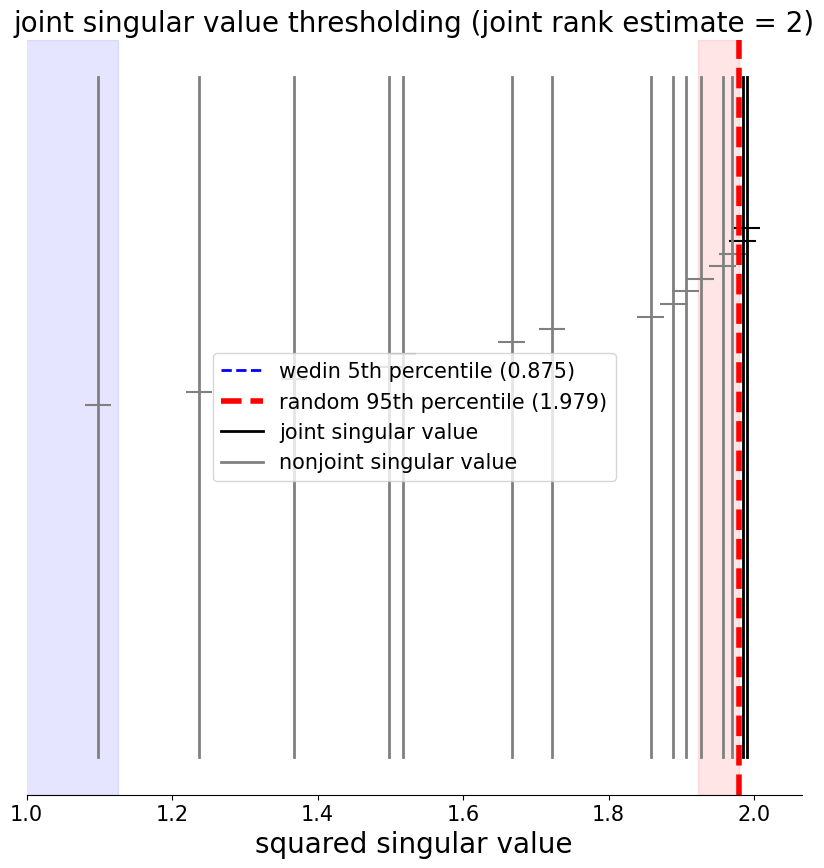 joint singular value thresholding (joint rank estimate = 2)
wedin 5th percentile (0.875)
random 95th percentile (1.979)
joint singular value
nonjoint singular value
1.0 1.2 1.4 1.6 1.8 2.0
squared singular value